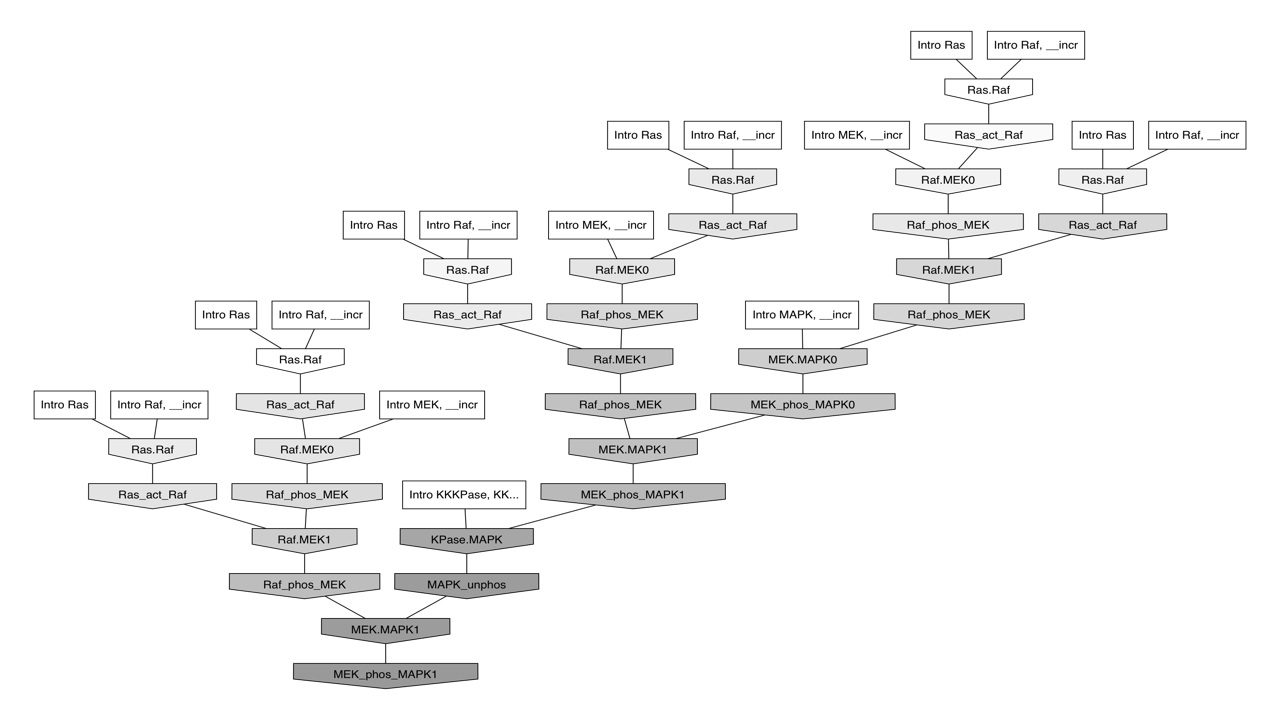 Intro Ras
Intro Raf, __incr
Ras.Raf
Intro Ras
Intro Raf, __incr
Intro MEK, __incr
Ras_act_Raf
Intro Ras
Intro Raf, __incr
Ras.Raf
Raf.MEK0
Ras.Raf
Intro Ras
Intro Raf, __incr
Intro MEK, __incr
Ras_act_Raf
Raf_phos_MEK
Ras_act_Raf
Ras.Raf
Raf.MEK0
Raf.MEK1
Intro Ras
Intro Raf, __incr
Ras_act_Raf
Raf_phos_MEK
Intro MAPK, __incr
Raf_phos_MEK
Ras.Raf
Raf.MEK1
MEK.MAPK0
Intro Ras
Intro Raf, __incr
Ras_act_Raf
Intro MEK, __incr
Raf_phos_MEK
MEK_phos_MAPK0
Ras.Raf
Raf.MEK0
MEK.MAPK1
Ras_act_Raf
Raf_phos_MEK
Intro KKKPase, KK...
MEK_phos_MAPK1
Raf.MEK1
KPase.MAPK
Raf_phos_MEK
MAPK_unphos
MEK.MAPK1
MEK_phos_MAPK1